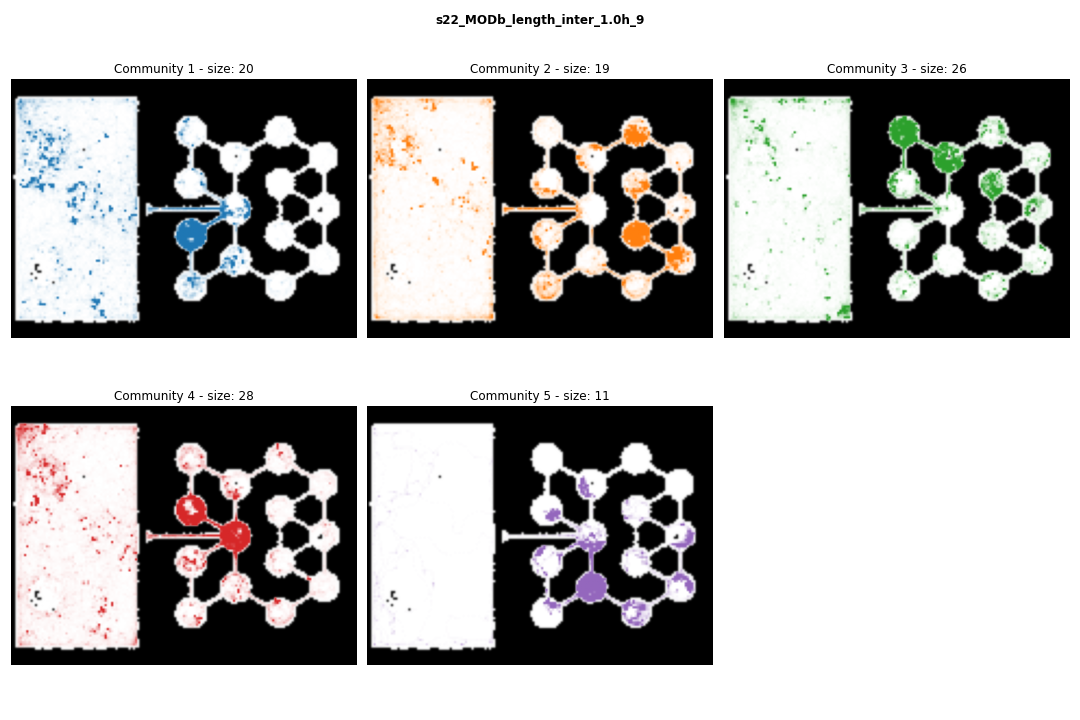 s22_MODb_length_inter_1.0h_9
Community 1 - size: 20
Community 2 - size: 19
Community 3 - size: 26
Community 4 - size: 28
Community 5 - size: 11